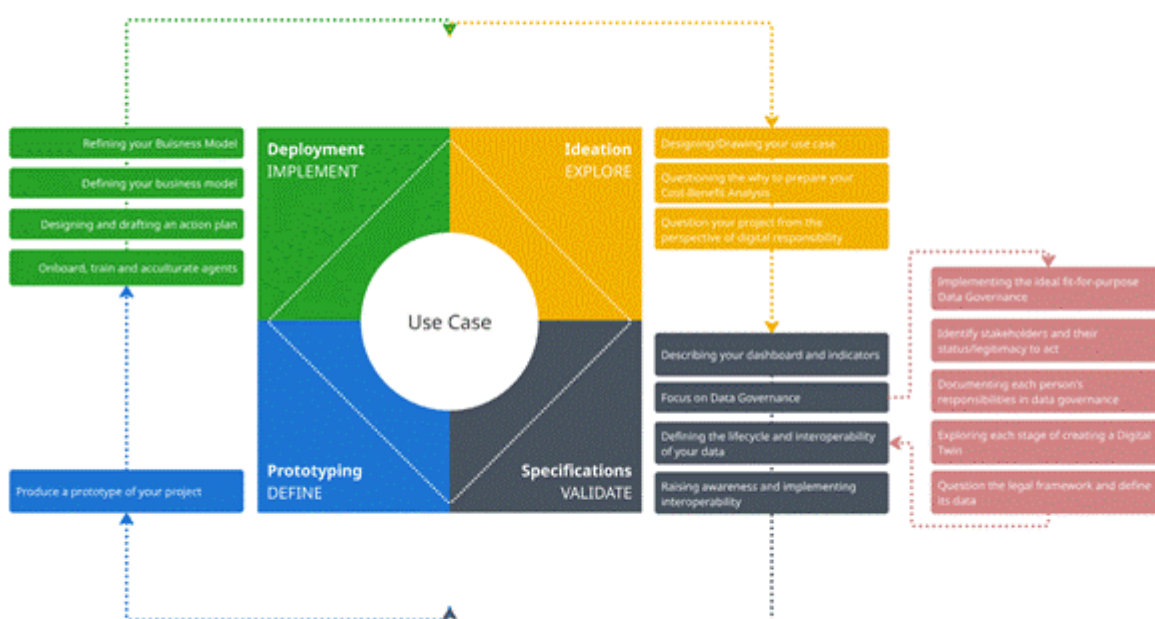 Refining your Buisness Model
Defining your business model
Designing and drafting an action plan
Onboard, train and acculturate agents
Produce a prototype of your project
Deployment
IMPLEMENT
Ideation
EXPLORE
Use Case
Prototyping
DEFINE
Specifications
VALIDATE
Designing/Drawing your use case
Questioning the why to prepare your
Cost-Benefit Analysis
Question your project from the
perspective of digital responsibility
Describing your dashboard and indicators
Focus on Data Governance
Defining the lifecycle and interoperability
of your data
Raising awareness and implementing
interoperability
Implementing the ideal fit-for-purpose
Data Governance
Identify stakeholders and their
status/legitimacy to act
Documenting each person's
responsibilities in data governance
Exploring each stage of creating a Digital
Twin
Question the legal framework and define
its data